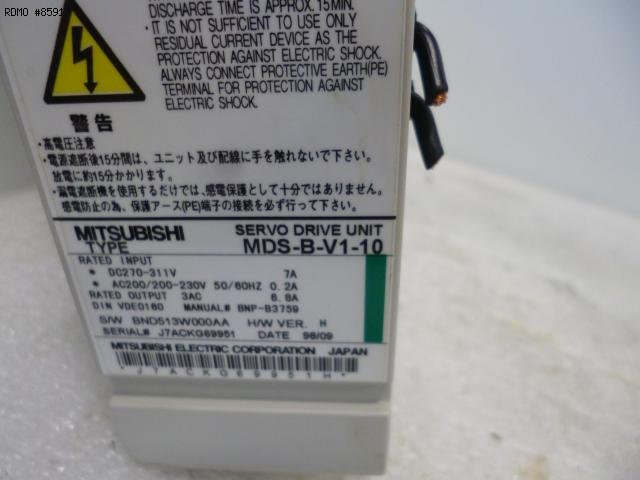 RDMO #8591
DISCHARGE TIME IS APPROX. 15MIN.
· IT IS NOT SUFFICIENT TO USE ONLY
RESIDUAL CURRENT DEVICE AS THE
PROTECTION AGAINST ELECTRIC SHOCK.
ALWAYS CONNECT PROTECTIVE EARTH(PE)
TERMINAL FOR PROTECTION AGAINST
ELECTRIC SHOCK.
警告
・高電圧注意
・電源遮断後15分間は、ユニット及び配線に手を触れないで下さい。
放電に約15分かかります。
・漏電遮断機を使用するだけでは、感電保護として十分ではありません。
感電防止の為、保護アース(PE)端子の接続を必ず行って下さい。
MITSUBISHI SERVO DRIVE UNIT
TYPE MDS-B-V1-10
RATED INPUT
* DC270-311V 7A
* AC200/200-230V 50/60HZ 0.2A
RATED OUTPUT 3AC 6.8A
DIN VDE0160 MANUAL# BNP-B3759
S/W BND513W000AA H/W VER. H
SERIAL# J7ACKG69951 DATE 98/09
MITSUBISHI ELECTRIC CORPORATION JAPAN
* J 7 A C K G 6 9 9 5 1 H *